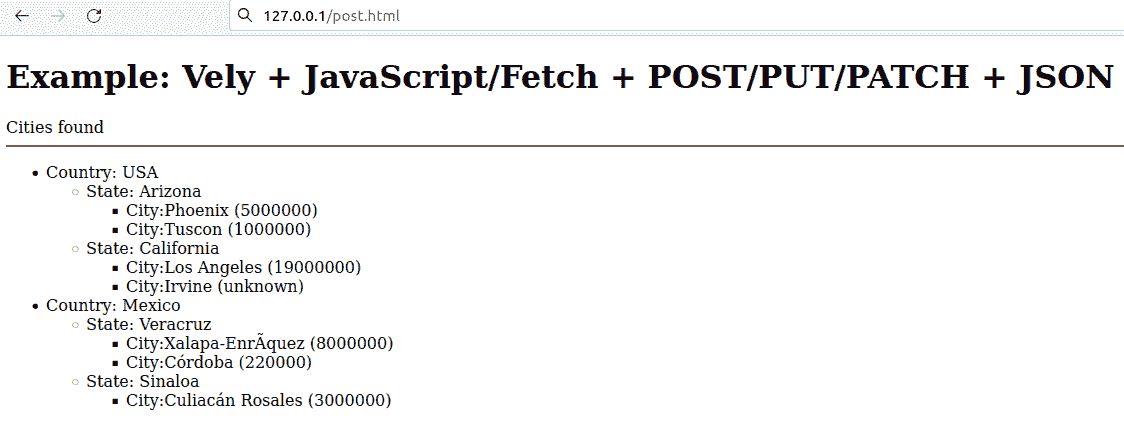 127.0.0.1/post.html
Example: Vely + JavaScript/Fetch + POST/PUT/PATCH + JSON
Cities found
Country: USA
State: Arizona
City:Phoenix (5000000)
City:Tuscon (1000000)
State: California
City:Los Angeles (19000000)
City:Irvine (unknown)
Country: Mexico
State: Veracruz
City:Xalapa-EnrÃquez (8000000)
City:Córdoba (220000)
State: Sinaloa
City:Culiacán Rosales (3000000)